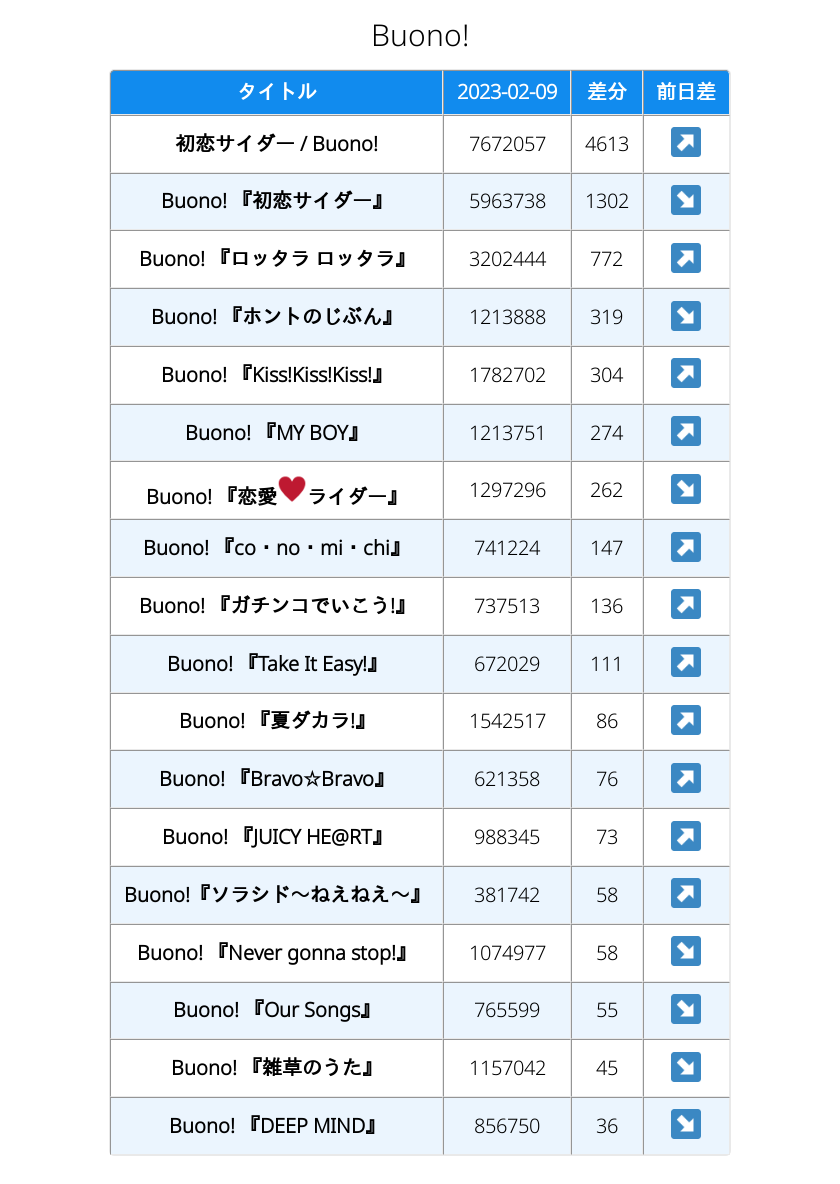 Buono!
タイトル 2023-02-09 差分 前日差
初恋サイダー / Buono! 7672057 4613 ↗
Buono! 『初恋サイダー』 5963738 1302 ↘
Buono! 『ロッタラ ロッタラ』 3202444 772 ↗
Buono! 『ホントのじぶん』 1213888 319 ↘
Buono! 『Kiss!Kiss!Kiss!』 1782702 304 ↗
Buono! 『MY BOY』 1213751 274 ↗
Buono! 『恋愛♥ライダー』 1297296 262 ↘
Buono! 『co・no・mi・chi』 741224 147 ↗
Buono! 『ガチンコでいこう!』 737513 136 ↗
Buono! 『Take It Easy!』 672029 111 ↗
Buono! 『夏ダカラ!』 1542517 86 ↗
Buono! 『Bravo☆Bravo』 621358 76 ↗
Buono! 『JUICY HE@RT』 988345 73 ↗
Buono!『ソラシド〜ねえねえ〜』 381742 58 ↗
Buono! 『Never gonna stop!』 1074977 58 ↘
Buono! 『Our Songs』 765599 55 ↘
Buono! 『雑草のうた』 1157042 45 ↘
Buono! 『DEEP MIND』 856750 36 ↘